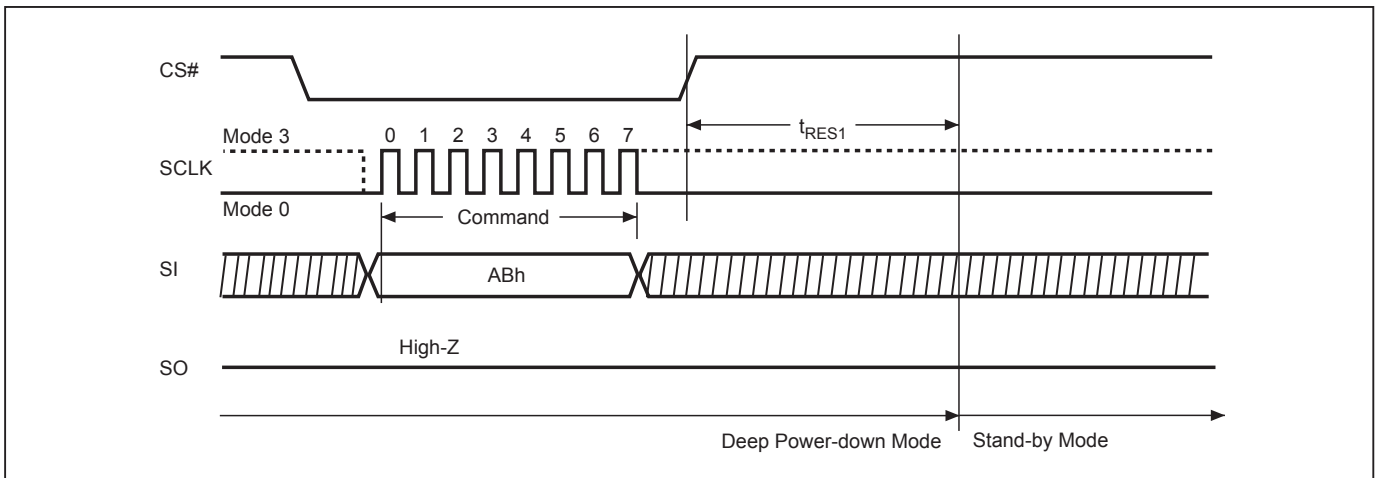 CS#
tRES1
Mode 3
0 1 2 3 4 5 6 7
SCLK
Mode 0
Command
SI
ABh
High-Z
SO
Deep Power-down Mode
Stand-by Mode